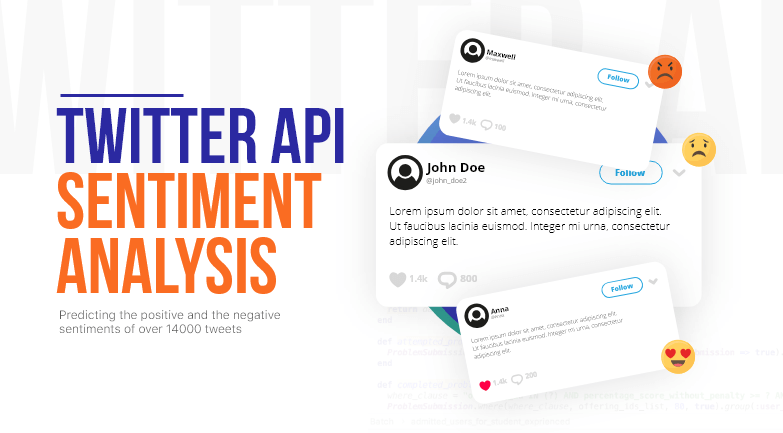 TWITTER API
SENTIMENT
ANALYSIS
Predicting the positive and the negative
sentiments of over 14000 tweets
Maxwell
Follow
Lorem ipsum dolor sit amet, consectetur adipiscing elit.
Ut faucibus lacinia euismod. Integer mi urna, consectetur
adipiscing elit.
1.4k 100
John Doe
@john_doe2
Follow
Lorem ipsum dolor sit amet, consectetur adipiscing elit.
Ut faucibus lacinia euismod. Integer mi urna, consectetur
adipiscing elit.
1.4k 800
Anna
Follow
Lorem ipsum dolor sit amet, consectetur adipiscing elit.
Ut faucibus lacinia euismod. Integer mi urna, consectetur
adipiscing elit.
1.4k 200
end
end